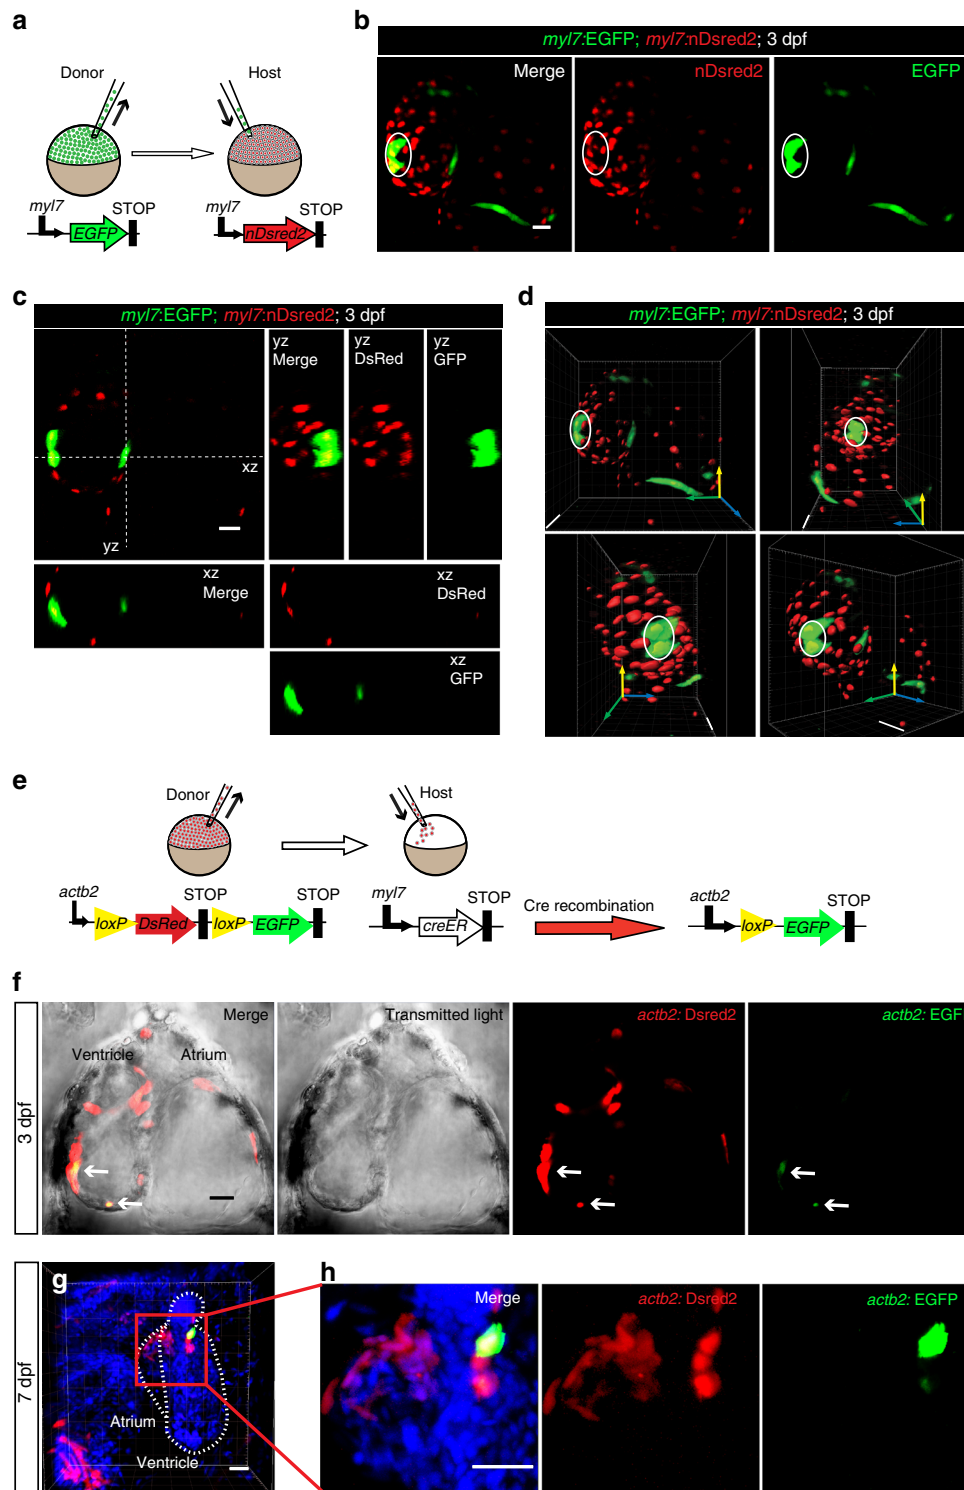 a
Donor
Host
myl7
STOP
EGFP
myl7
STOP
nDsred2
b
myl7:EGFP; myl7:nDsred2; 3 dpf
Merge
nDsred2
EGFP
c
myl7:EGFP; myl7:nDsred2; 3 dpf
xz
yz
yz
Merge
yz
DsRed
yz
GFP
xz
Merge
xz
DsRed
xz
GFP
d
myl7:EGFP; myl7:nDsred2; 3 dpf
e
Donor
Host
actb2
STOP
STOP
loxP
DsRed
loxP
EGFP
myl7
STOP
creER
Cre recombination
actb2
STOP
loxP
EGFP
f
3 dpf
Merge
Ventricle
Atrium
Transmitted light
actb2: Dsred2
actb2: EGF
7 dpf
g
Atrium
Ventricle
h
Merge
actb2: Dsred2
actb2: EGFP